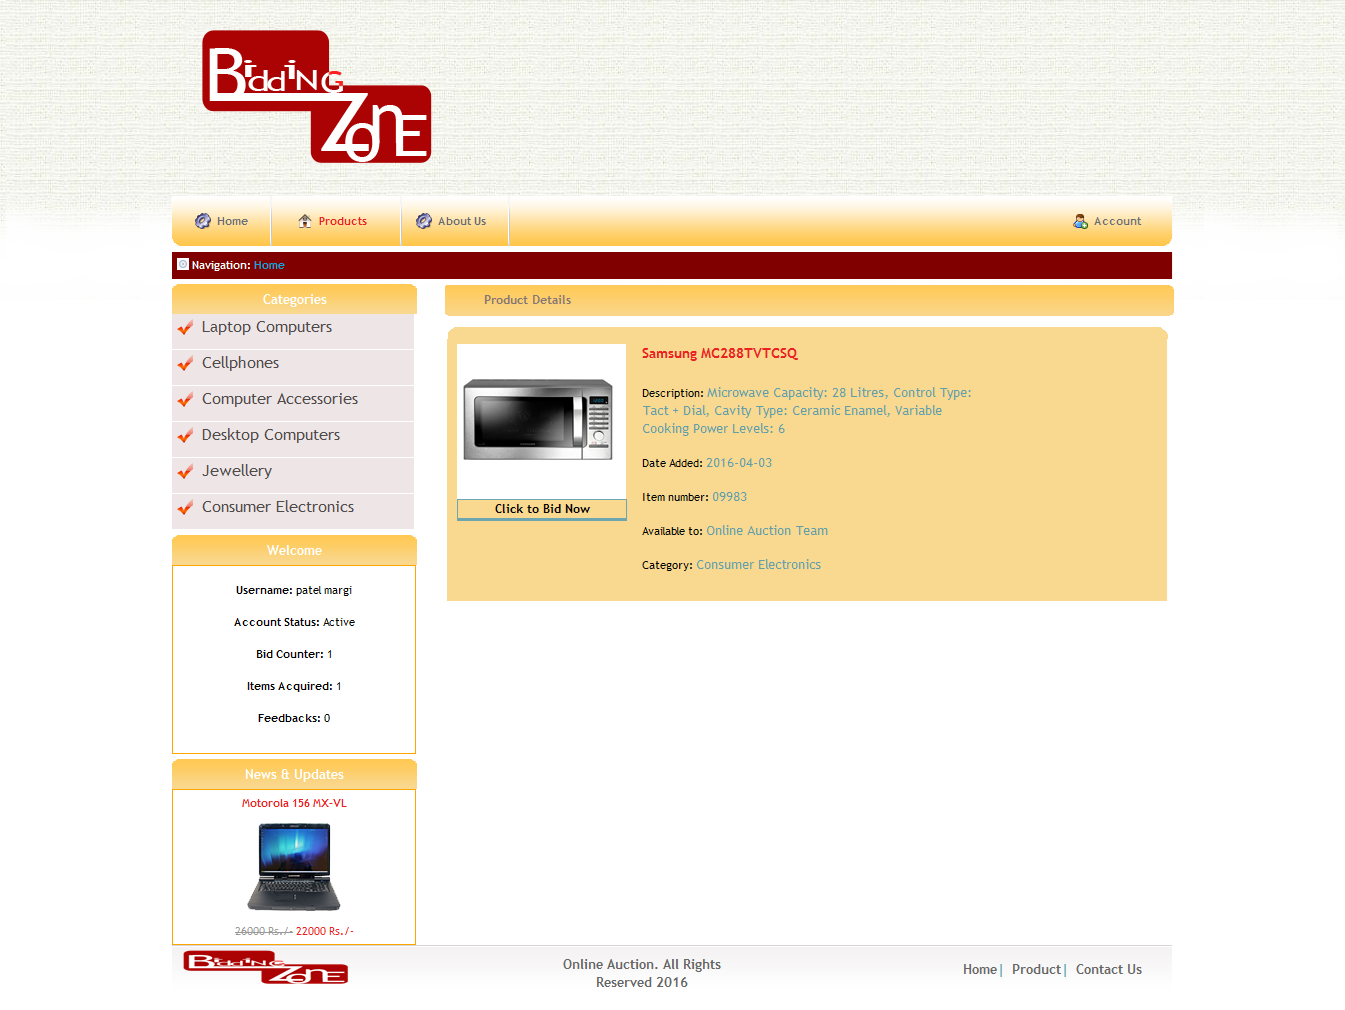 BiddiNG
ZonE
Home
Products
About Us
Account
Navigation: Home
Categories
Laptop Computers
Cellphones
Computer Accessories
Desktop Computers
Jewellery
Consumer Electronics
Product Details
Samsung MC288TVTCSQ
Description: Microwave Capacity: 28 Litres, Control Type:
Tact + Dial, Cavity Type: Ceramic Enamel, Variable
Cooking Power Levels: 6
Date Added: 2016-04-03
Item number: 09983
Available to: Online Auction Team
Category: Consumer Electronics
Click to Bid Now
Welcome
Username: patel margi
Account Status: Active
Bid Counter: 1
Items Acquired: 1
Feedbacks: 0
News & Updates
Motorola 156 MX-VL
26000 Rs./- 22000 Rs./-
BiddiNG
ZonE
Online Auction. All Rights
Reserved 2016
Home| Product| Contact Us